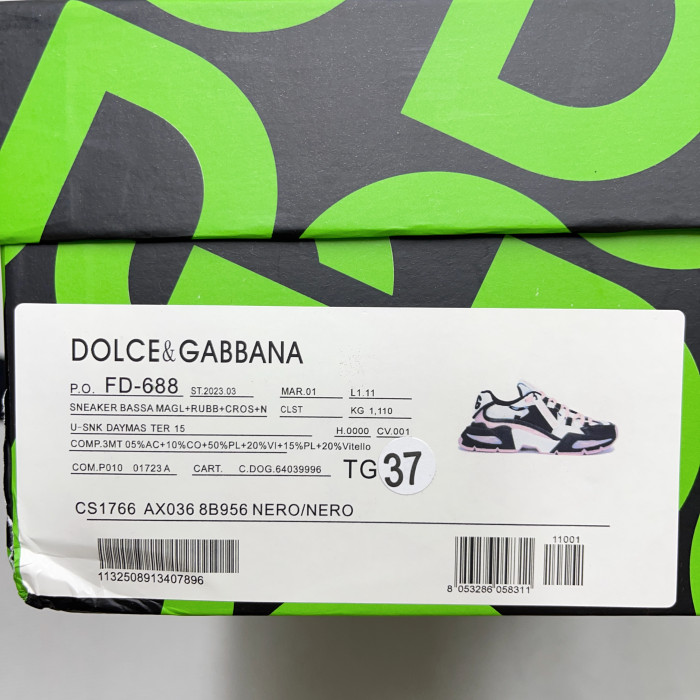 DOLCE&GABBANA
P.O. FD-688 ST.2023.03 MAR.01 L1.11
SNEAKER BASSA MAGL+RUBB+CROS+N CLST KG 1,110
U-SNK DAYMAS TER 15 H.0000 CV.001
COMP.3MT 05%AC+10%CO+50%PL+20%VI+15%PL+20%Vitello
COM.P010 01723 A CART. C.DOG.64039996 TG 37
CS1766 AX036 8B956 NERO/NERO
11001
1132508913407896
8 053286 058311